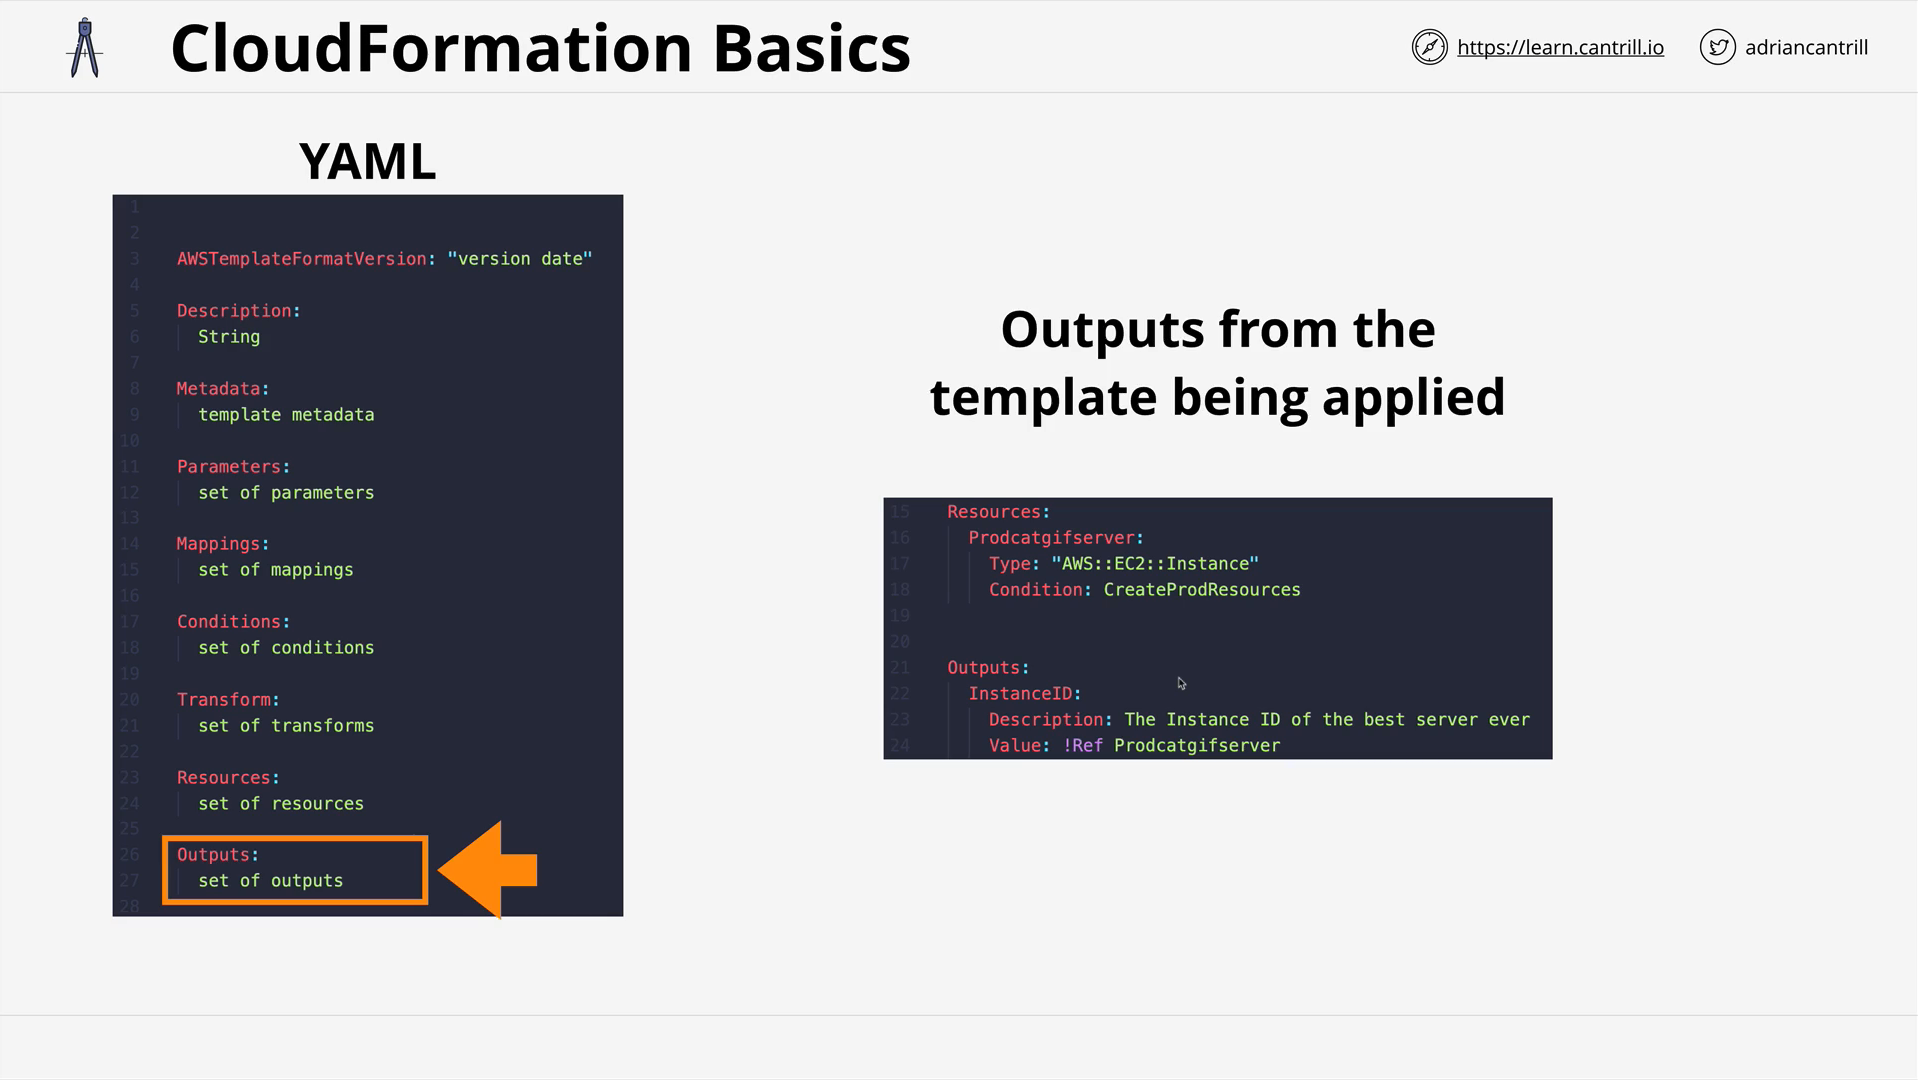 CloudFormation Basics
https://learn.cantrill.io
adriancantrill
YAML
1
2
3 AWSTemplateFormatVersion: "version date"
4
5 Description:
6 String
7
8 Metadata:
9 template metadata
10
11 Parameters:
12 set of parameters
13
14 Mappings:
15 set of mappings
16
17 Conditions:
18 set of conditions
19
20 Transform:
21 set of transforms
22
23 Resources:
24 set of resources
25
26 Outputs:
27 set of outputs
28
Outputs from the
template being applied
15 Resources:
16 Prodcatgifserver:
17 Type: "AWS::EC2::Instance"
18 Condition: CreateProdResources
19
20
21 Outputs:
22 InstanceID:
23 Description: The Instance ID of the best server ever
24 Value: !Ref Prodcatgifserver